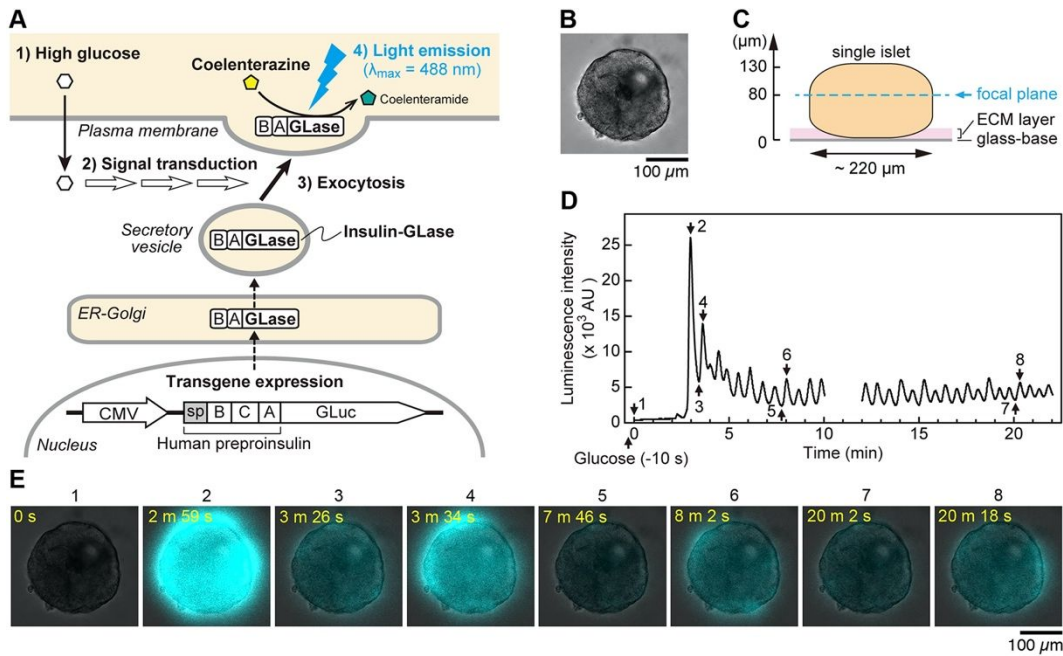 A
1) High glucose
4) Light emission
(λmax = 488 nm)
Coelenterazine
Coelenteramide
B A GLase
Plasma membrane
2) Signal transduction
3) Exocytosis
Secretory
vesicle
B A GLase
Insulin-GLase
ER-Golgi
B A GLase
Transgene expression
CMV
sp B C A GLuc
Human preproinsulin
Nucleus
B
100 µm
C
(µm)
single islet
130
80
focal plane
ECM layer
0
glass-base
~ 220 µm
D
Luminescence intensity
(x 10³ AU)
25
20
15
10
5
0
1
2
3
4
5
6
7
8
0 5 10 15 20
Glucose (-10 s)
Time (min)
E
1 2 3 4 5 6 7 8
0 s
2 m 59 s
3 m 26 s
3 m 34 s
7 m 46 s
8 m 2 s
20 m 2 s
20 m 18 s
100 µm